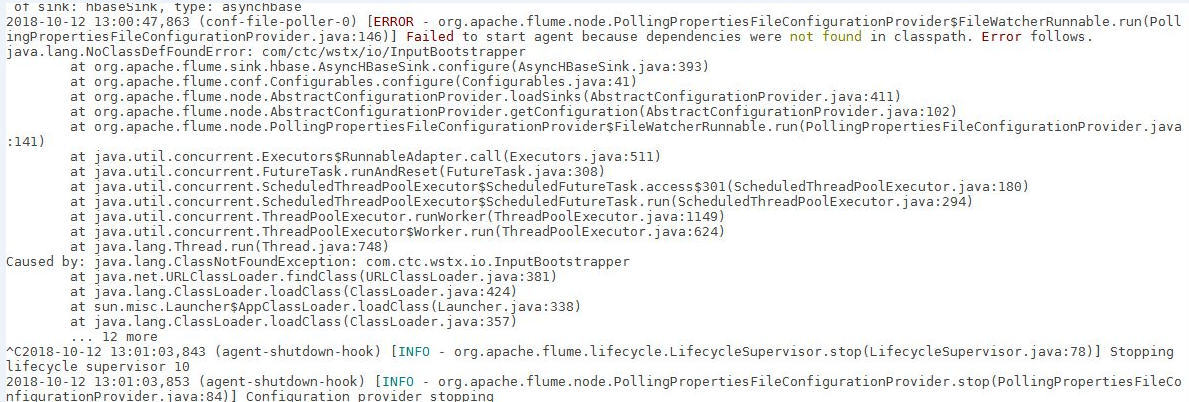 of sink: hbaseSink, type: asynchbase
2018-10-12 13:00:47,863 (conf-file-poller-0) [ERROR - org.apache.flume.node.PollingPropertiesFileConfigurationProvider$FileWatcherRunnable.run(Poll
ingPropertiesFileConfigurationProvider.java:146)] Failed to start agent because dependencies were not found in classpath. Error follows.
java.lang.NoClassDefFoundError: com/ctc/wstx/io/InputBootstrapper
        at org.apache.flume.sink.hbase.AsyncHBaseSink.configure(AsyncHBaseSink.java:393)
        at org.apache.flume.conf.Configurables.configure(Configurables.java:41)
        at org.apache.flume.node.AbstractConfigurationProvider.loadSinks(AbstractConfigurationProvider.java:411)
        at org.apache.flume.node.AbstractConfigurationProvider.getConfiguration(AbstractConfigurationProvider.java:102)
        at org.apache.flume.node.PollingPropertiesFileConfigurationProvider$FileWatcherRunnable.run(PollingPropertiesFileConfigurationProvider.java
:141)
        at java.util.concurrent.Executors$RunnableAdapter.call(Executors.java:511)
        at java.util.concurrent.FutureTask.runAndReset(FutureTask.java:308)
        at java.util.concurrent.ScheduledThreadPoolExecutor$ScheduledFutureTask.access$301(ScheduledThreadPoolExecutor.java:180)
        at java.util.concurrent.ScheduledThreadPoolExecutor$ScheduledFutureTask.run(ScheduledThreadPoolExecutor.java:294)
        at java.util.concurrent.ThreadPoolExecutor.runWorker(ThreadPoolExecutor.java:1149)
        at java.util.concurrent.ThreadPoolExecutor$Worker.run(ThreadPoolExecutor.java:624)
        at java.lang.Thread.run(Thread.java:748)
Caused by: java.lang.ClassNotFoundException: com.ctc.wstx.io.InputBootstrapper
        at java.net.URLClassLoader.findClass(URLClassLoader.java:381)
        at java.lang.ClassLoader.loadClass(ClassLoader.java:424)
        at sun.misc.Launcher$AppClassLoader.loadClass(Launcher.java:338)
        at java.lang.ClassLoader.loadClass(ClassLoader.java:357)
        ... 12 more
^C2018-10-12 13:01:03,843 (agent-shutdown-hook) [INFO - org.apache.flume.lifecycle.LifecycleSupervisor.stop(LifecycleSupervisor.java:78)] Stopping
lifecycle supervisor 10
2018-10-12 13:01:03,853 (agent-shutdown-hook) [INFO - org.apache.flume.node.PollingPropertiesFileConfigurationProvider.stop(PollingPropertiesFileCo
nfigurationProvider.java:84)] Configuration provider stopping